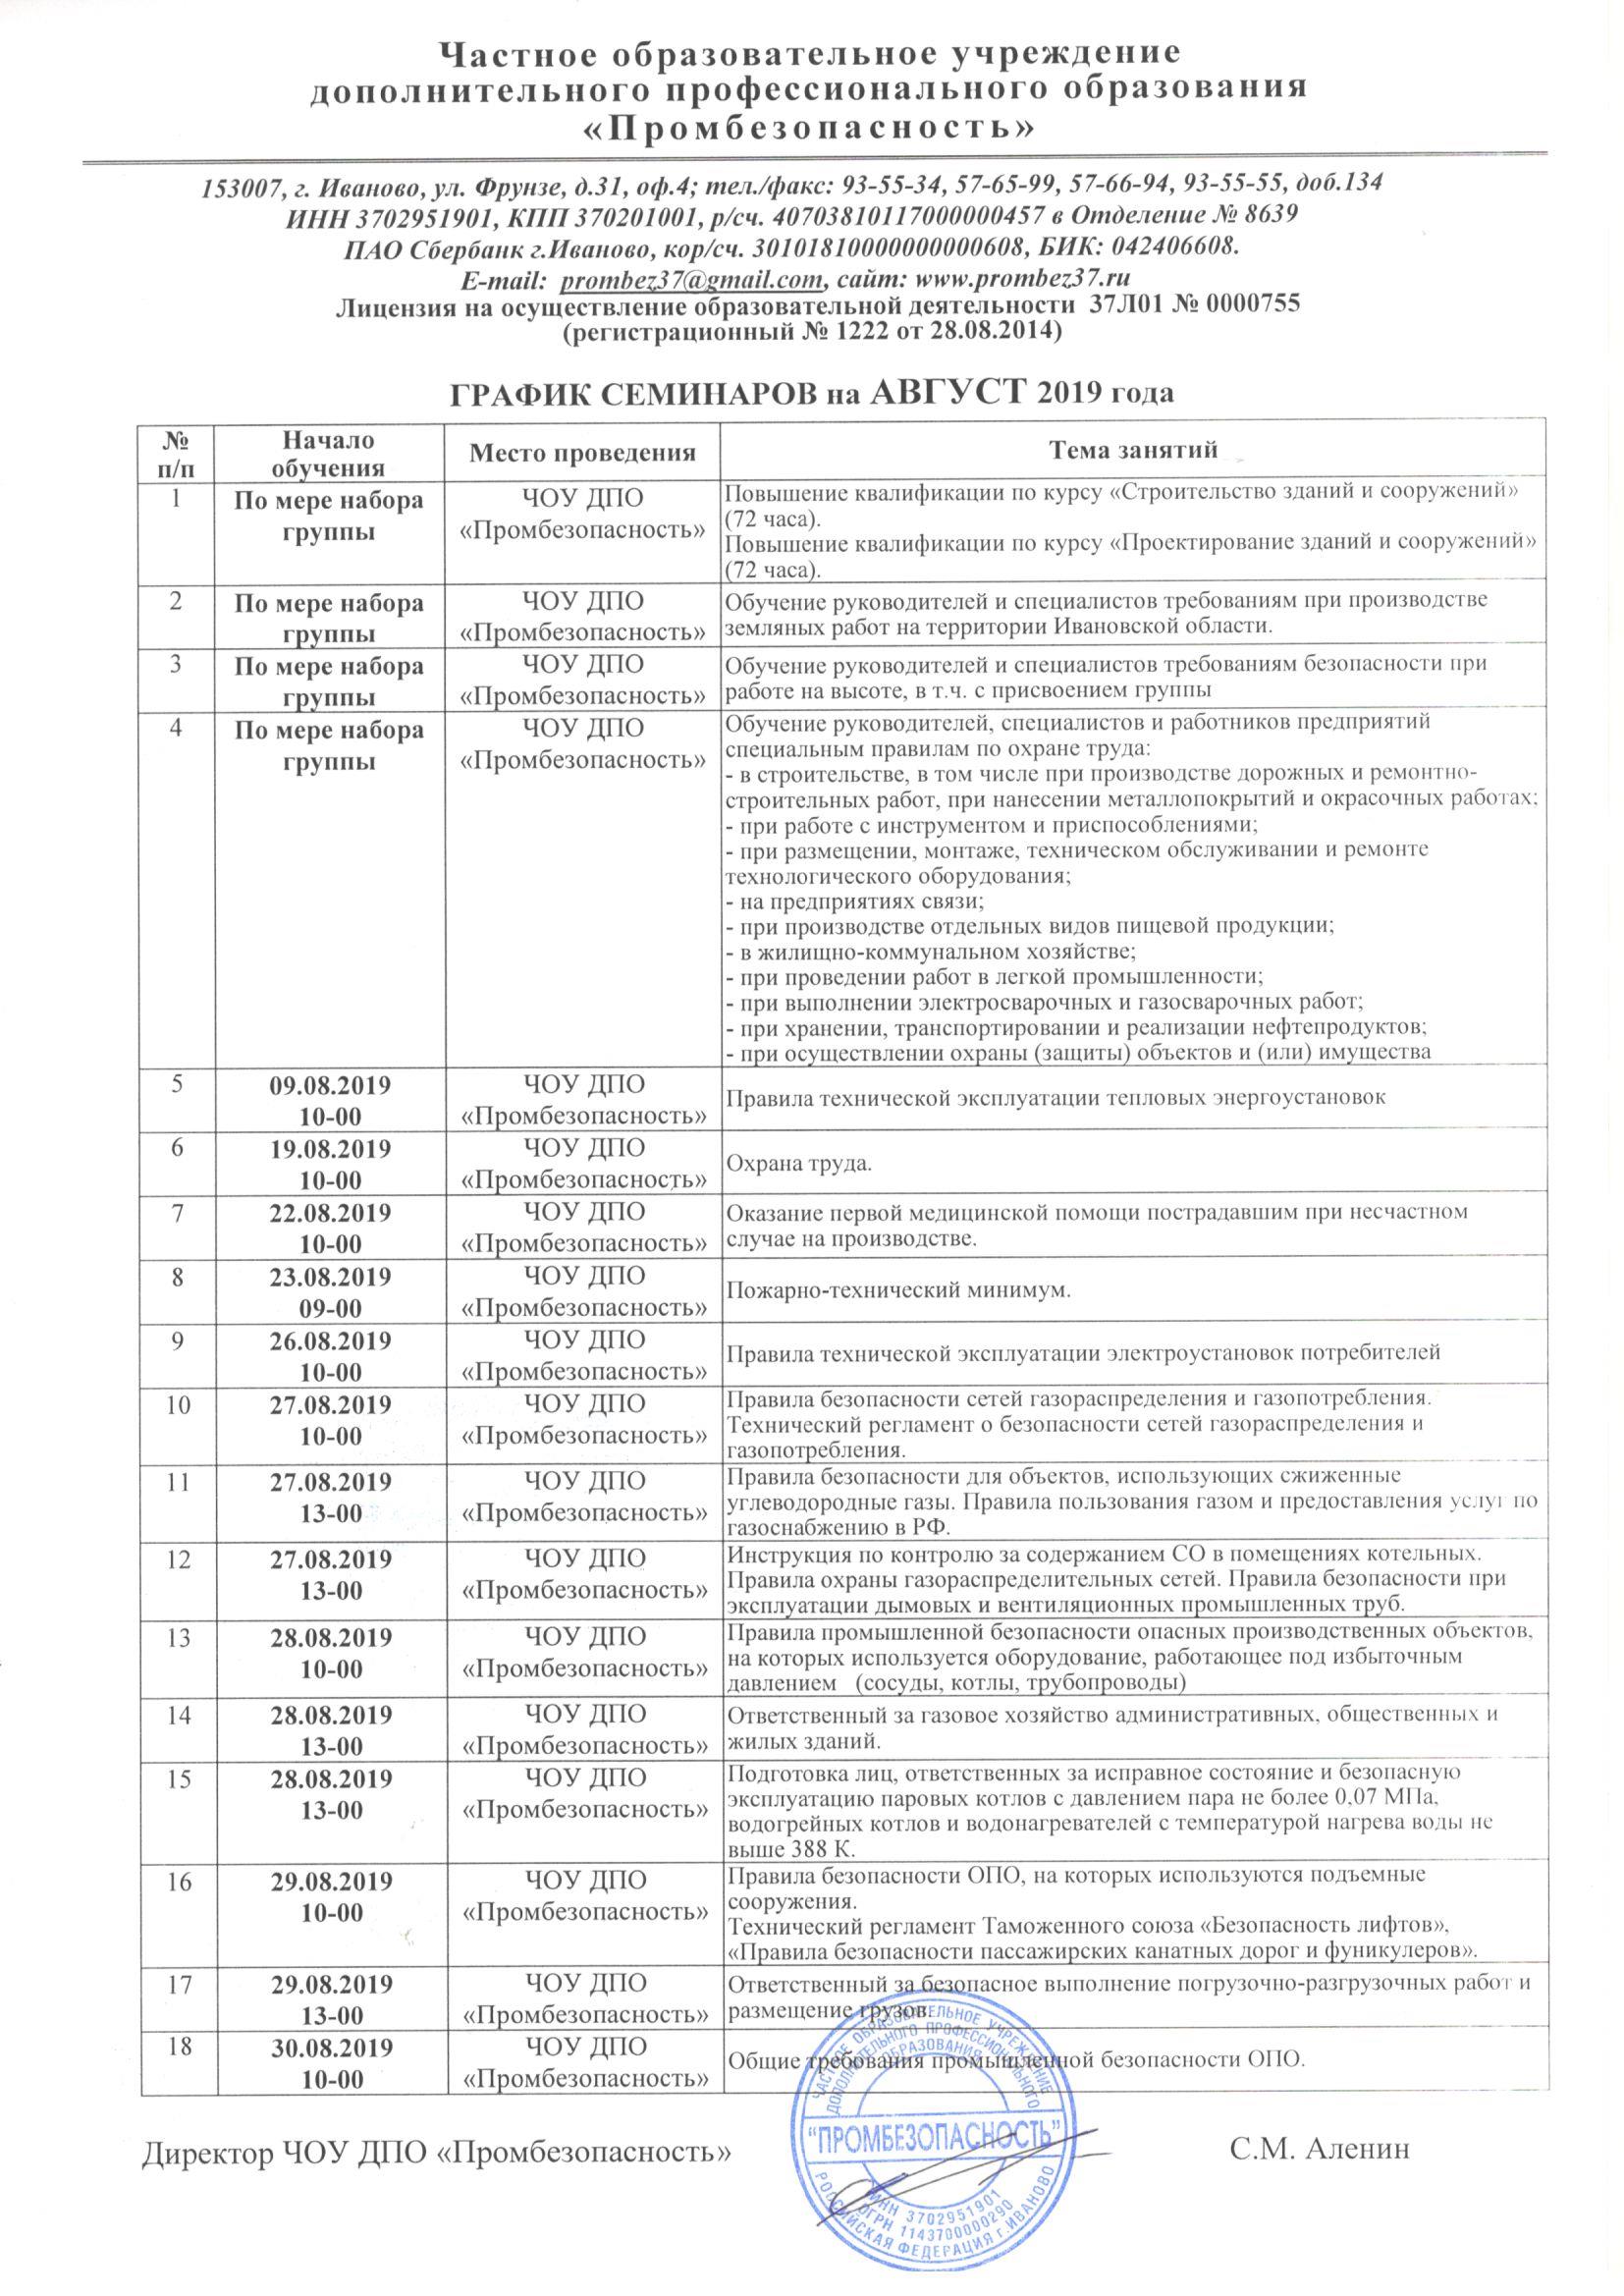 Частное образовательное учреждение
дополнительного профессионального образования
«Промбезопасность»
153007, г. Иваново, ул. Фрунзе, д.31, оф.4; тел./факс: 93-55-34, 57-65-99, 57-66-94, 93-55-55, доб.134
ИНН 3702951901, КПП 370201001, р/сч. 40703810117000000457 в Отделение № 8639
ПАО Сбербанк г.Иваново, кор/сч. 30101810000000000608, БИК: 042406608.
E-mail: prombez37@gmail.com, сайт: www.prombez37.ru
Лицензия на осуществление образовательной деятельности 37Л01 № 0000755
(регистрационный № 1222 от 28.08.2014)
ГРАФИК СЕМИНАРОВ на АВГУСТ 2019 года
№ п/п
Начало обучения
Место проведения
Тема занятий
1
По мере набора
группы
ЧОУ ДПО
«Промбезопасность»
Повышение квалификации по курсу «Строительство зданий и сооружений»
(72 часа).
Повышение квалификации по курсу «Проектирование зданий и сооружений»
(72 часа).
2
По мере набора
группы
ЧОУ ДПО
«Промбезопасность»
Обучение руководителей и специалистов требованиям при производстве
земляных работ на территории Ивановской области.
3
По мере набора
группы
ЧОУ ДПО
«Промбезопасность»
Обучение руководителей и специалистов требованиям безопасности при
работе на высоте, в т.ч. с присвоением группы
4
По мере набора
группы
ЧОУ ДПО
«Промбезопасность»
Обучение руководителей, специалистов и работников предприятий
специальным правилам по охране труда:
- в строительстве, в том числе при производстве дорожных и ремонтно-
строительных работ, при нанесении металлопокрытий и окрасочных работах;
- при работе с инструментом и приспособлениями;
- при размещении, монтаже, техническом обслуживании и ремонте
технологического оборудования;
- на предприятиях связи;
- при производстве отдельных видов пищевой продукции;
- в жилищно-коммунальном хозяйстве;
- при проведении работ в легкой промышленности;
- при выполнении электросварочных и газосварочных работ;
- при хранении, транспортировании и реализации нефтепродуктов;
- при осуществлении охраны (защиты) объектов и (или) имущества
5
09.08.2019
10-00
ЧОУ ДПО
«Промбезопасность»
Правила технической эксплуатации тепловых энергоустановок
6
19.08.2019
10-00
ЧОУ ДПО
«Промбезопасность»
Охрана труда.
7
22.08.2019
10-00
ЧОУ ДПО
«Промбезопасность»
Оказание первой медицинской помощи пострадавшим при несчастном
случае на производстве.
8
23.08.2019
09-00
ЧОУ ДПО
«Промбезопасность»
Пожарно-технический минимум.
9
26.08.2019
10-00
ЧОУ ДПО
«Промбезопасность»
Правила технической эксплуатации электроустановок потребителей
10
27.08.2019
10-00
ЧОУ ДПО
«Промбезопасность»
Правила безопасности сетей газораспределения и газопотребления.
Технический регламент о безопасности сетей газораспределения и
газопотребления.
11
27.08.2019
13-00
ЧОУ ДПО
«Промбезопасность»
Правила безопасности для объектов, использующих сжиженные
углеводородные газы. Правила пользования газом и предоставления услуг по
газоснабжению в РФ.
12
27.08.2019
13-00
ЧОУ ДПО
«Промбезопасность»
Инструкция по контролю за содержанием СО в помещениях котельных.
Правила охраны газораспределительных сетей. Правила безопасности при
эксплуатации дымовых и вентиляционных промышленных труб.
13
28.08.2019
10-00
ЧОУ ДПО
«Промбезопасность»
Правила промышленной безопасности опасных производственных объектов,
на которых используется оборудование, работающее под избыточным
давлением (сосуды, котлы, трубопроводы)
14
28.08.2019
13-00
ЧОУ ДПО
«Промбезопасность»
Ответственный за газовое хозяйство административных, общественных и
жилых зданий.
15
28.08.2019
13-00
ЧОУ ДПО
«Промбезопасность»
Подготовка лиц, ответственных за исправное состояние и безопасную
эксплуатацию паровых котлов с давлением пара не более 0,07 МПа,
водогрейных котлов и водонагревателей с температурой нагрева воды не
выше 388 К.
16
29.08.2019
10-00
ЧОУ ДПО
«Промбезопасность»
Правила безопасности ОПО, на которых используются подъемные
сооружения.
Технический регламент Таможенного союза «Безопасность лифтов»,
«Правила безопасности пассажирских канатных дорог и фуникулеров».
17
29.08.2019
13-00
ЧОУ ДПО
«Промбезопасность»
Ответственный за безопасное выполнение погрузочно-разгрузочных работ и
размещение грузов.
18
30.08.2019
10-00
ЧОУ ДПО
«Промбезопасность»
Общие требования промышленной безопасности ОПО.
ЧАСТНОЕ ОБРАЗОВАТЕЛЬНОЕ УЧРЕЖДЕНИЕ
ДОПОЛНИТЕЛЬНОГО ПРОФЕССИОНАЛЬНОГО
ОБРАЗОВАНИЯ
"ПРОМБЕЗОПАСНОСТЬ"
ИНН 3702951901
ОГРН 1143700000290
РОССИЙСКАЯ ФЕДЕРАЦИЯ г.ИВАНОВО
Директор ЧОУ ДПО «Промбезопасность»
С.М. Аленин